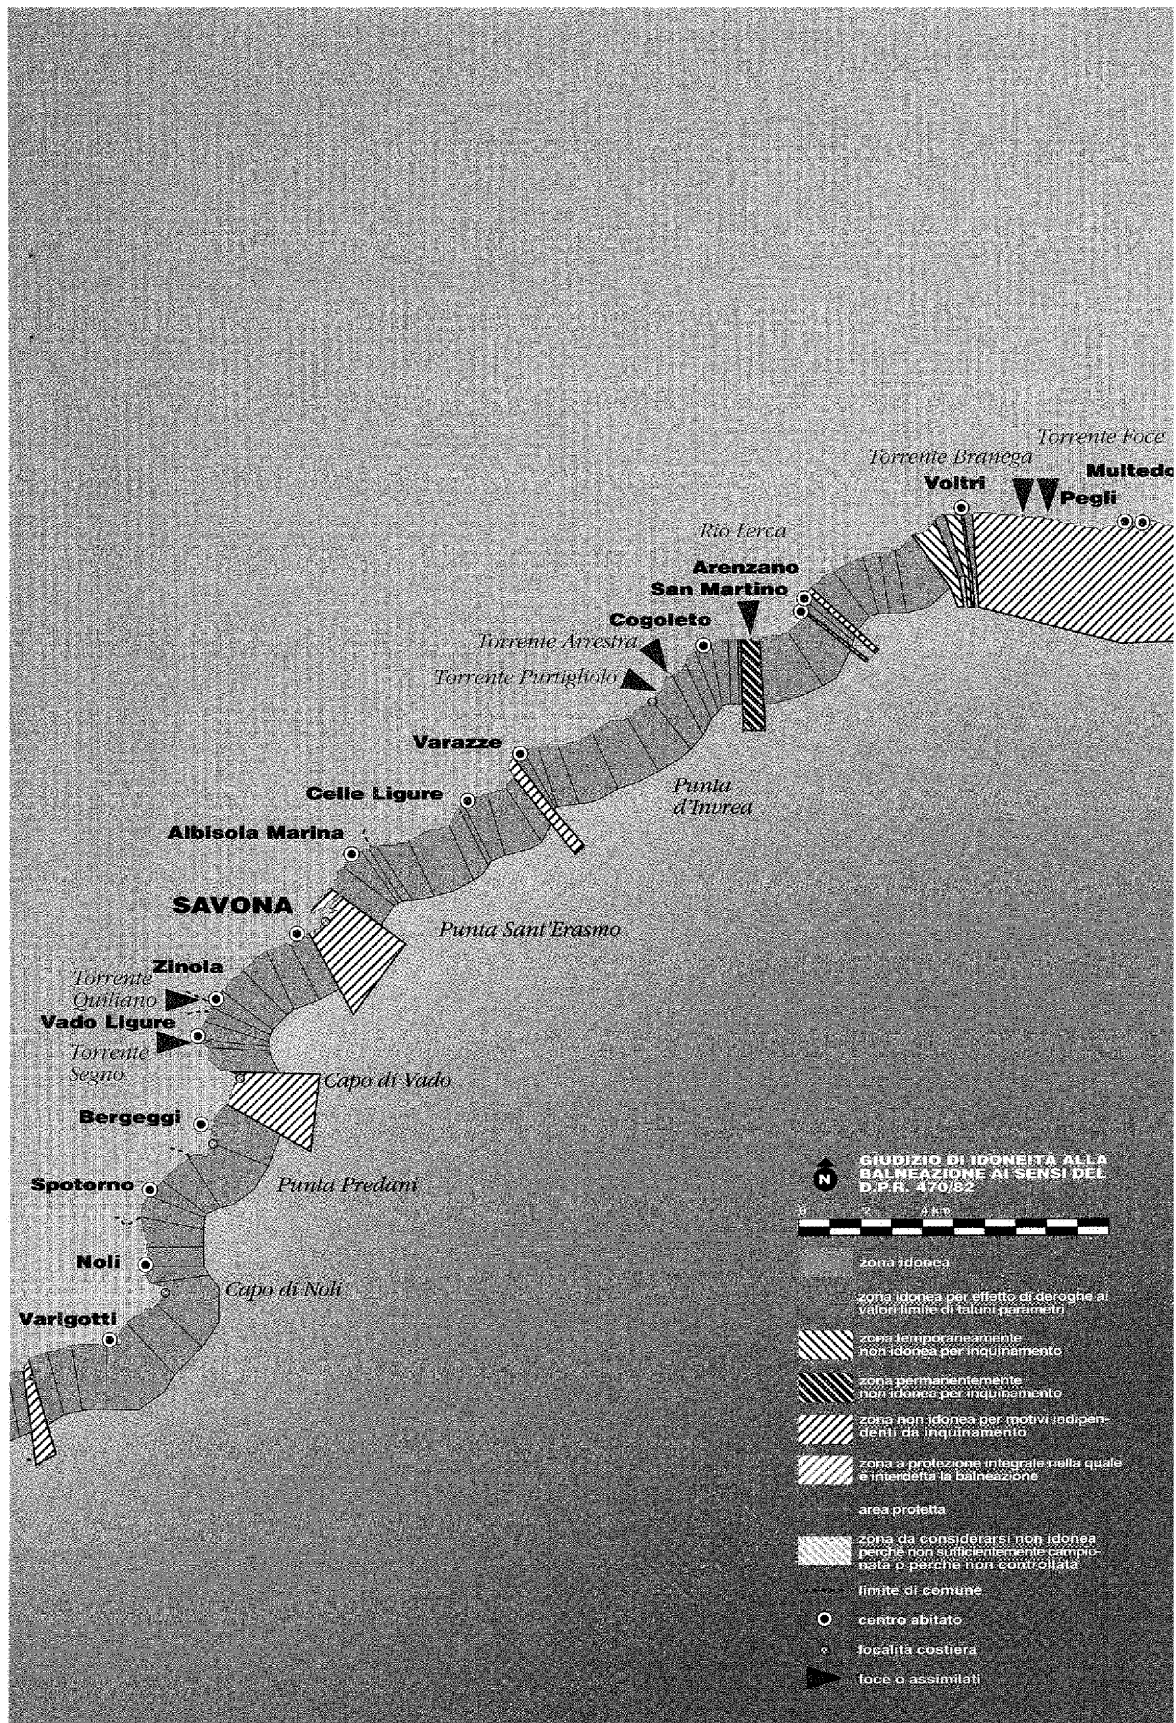 Torrente Foce
Torrente Branega
Multedo
Voltri
Pegli
Rio Lerca
Arenzano
San Martino
Cogoleto
Torrente Arrestra
Torrente Purtigliolo
Varazze
Celle Ligure
Punta
d'Invrea
Albisola Marina
SAVONA
Punta Sant'Erasmo
Zinola
Torrente
Quiliano
Vado Ligure
Torrente
Segno
Capo di Vado
Bergeggi
Spotorno
Punta Predani
Noli
Capo di Noli
Varigotti
N
GIUDIZIO DI IDONEITÀ ALLA
BALNEAZIONE AI SENSI DEL
D.P.R. 470/82
0 2 4 km
zona idonea
zona idonea per effetto di deroghe ai
valori limite di taluni parametri
zona temporaneamente
non idonea per inquinamento
zona permanentemente
non idonea per inquinamento
zona non idonea per motivi indipen-
denti da inquinamento
zona a protezione integrale nella quale
è interdetta la balneazione
area protetta
zona da considerarsi non idonea
perché non sufficientemente campio-
nata o perché non controllata
limite di comune
centro abitato
località costiera
foce o assimilati